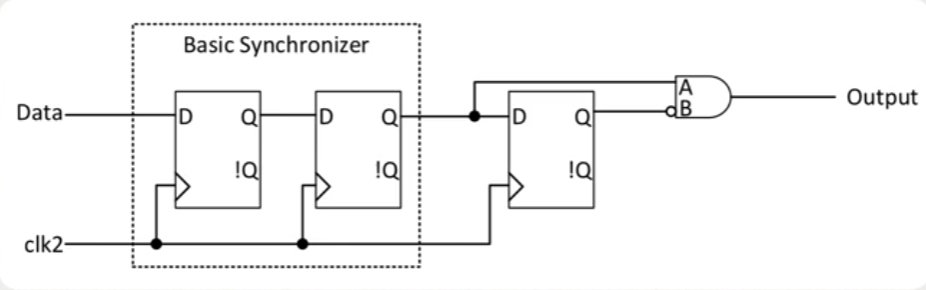 Basic Synchronizer
Data
D Q
!Q
D Q
!Q
D Q
!Q
A
B
Output
clk2